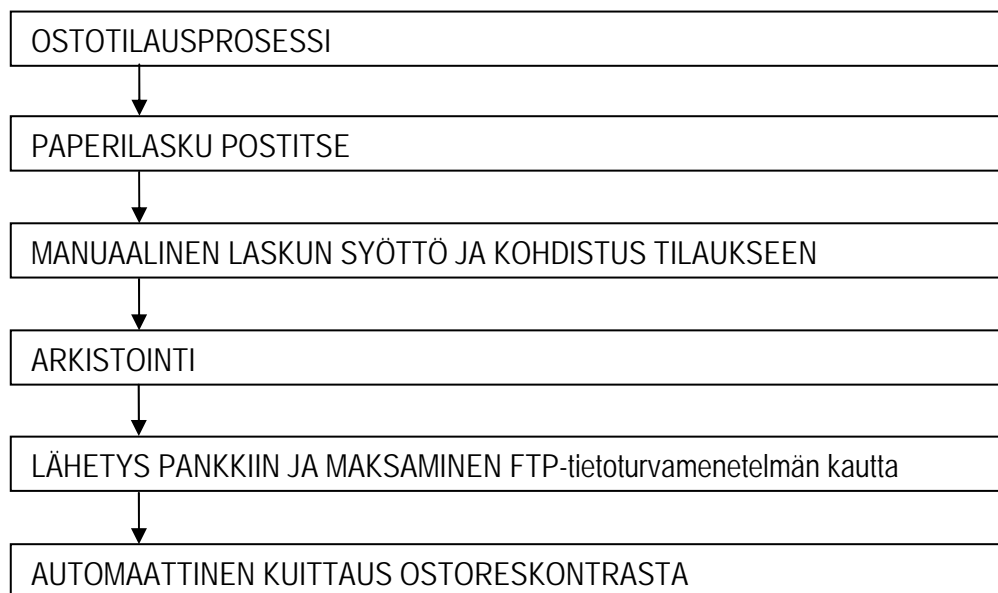 OSTOTILAUSPROSESSI
PAPERILASKU POSTITSE
MANUAALINEN LASKUN SYÖTTÖ JA KOHDISTUS TILAUKSEEN
ARKISTOINTI
LÄHETYS PANKKIIN JA MAKSAMINEN FTP-tietoturvamenetelmän kautta
AUTOMAATTINEN KUITTAUS OSTORESKONTRASTA